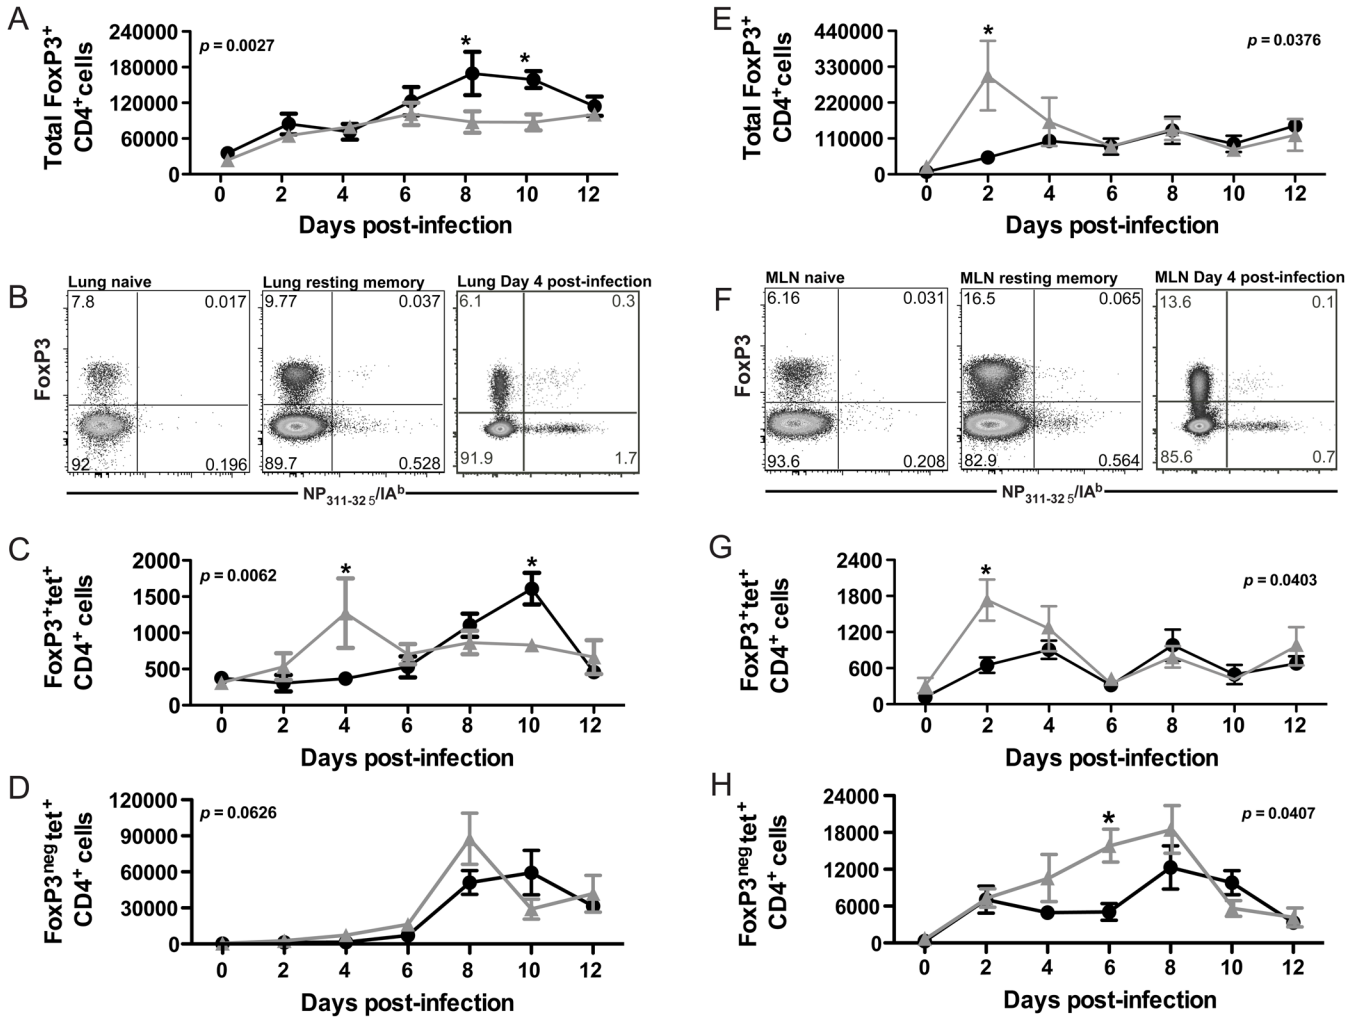 A
Total FoxP3+
CD4+cells
240000
180000
120000
60000
0
p = 0.0027
*
*
0 2 4 6 8 10 12
Days post-infection
E
Total FoxP3+
CD4+cells
440000
330000
220000
110000
0
*
p = 0.0376
0 2 4 6 8 10 12
Days post-infection
B
FoxP3
Lung naive
7.8 0.017
92 0.196
Lung resting memory
9.77 0.037
89.7 0.528
Lung Day 4 post-infection
6.1 0.3
91.9 1.7
NP311-325/IAb
F
FoxP3
MLN naive
6.16 0.031
93.6 0.208
MLN resting memory
16.5 0.065
82.9 0.564
MLN Day 4 post-infection
13.6 0.1
85.6 0.7
NP311-325/IAb
C
FoxP3+tet+
CD4+ cells
2000
1500
1000
500
0
p = 0.0062
*
*
0 2 4 6 8 10 12
Days post-infection
G
FoxP3+tet+
CD4+ cells
2400
1800
1200
600
0
*
p = 0.0403
0 2 4 6 8 10 12
Days post-infection
D
FoxP3negtet+
CD4+ cells
120000
90000
60000
30000
0
p = 0.0626
0 2 4 6 8 10 12
Days post-infection
H
FoxP3negtet+
CD4+ cells
24000
18000
12000
6000
0
*
p = 0.0407
0 2 4 6 8 10 12
Days post-infection